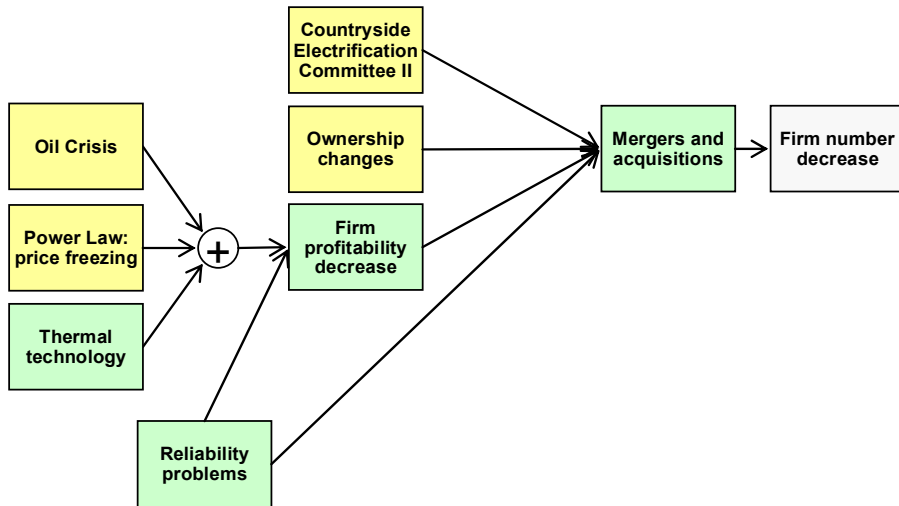 Countryside
Electrification
Committee II
Oil Crisis
Ownership
changes
Mergers and
acquisitions
Firm number
decrease
Power Law:
price freezing
+
Firm
profitability
decrease
Thermal
technology
Reliability
problems